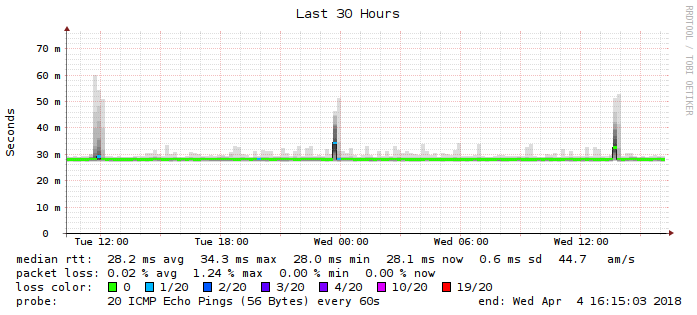 Last 30 Hours
RRDTOOL / TOBI OETIKER
Seconds
70 m
60 m
50 m
40 m
30 m
20 m
10 m
0
Tue 12:00 Tue 18:00 Wed 00:00 Wed 06:00 Wed 12:00
median rtt: 28.2 ms avg 34.3 ms max 28.0 ms min 28.1 ms now 0.6 ms sd 44.7 am/s
packet loss: 0.02 % avg 1.24 % max 0.00 % min 0.00 % now
loss color: 0 1/20 2/20 3/20 4/20 10/20 19/20
probe: 20 ICMP Echo Pings (56 Bytes) every 60s end: Wed Apr 4 16:15:03 2018